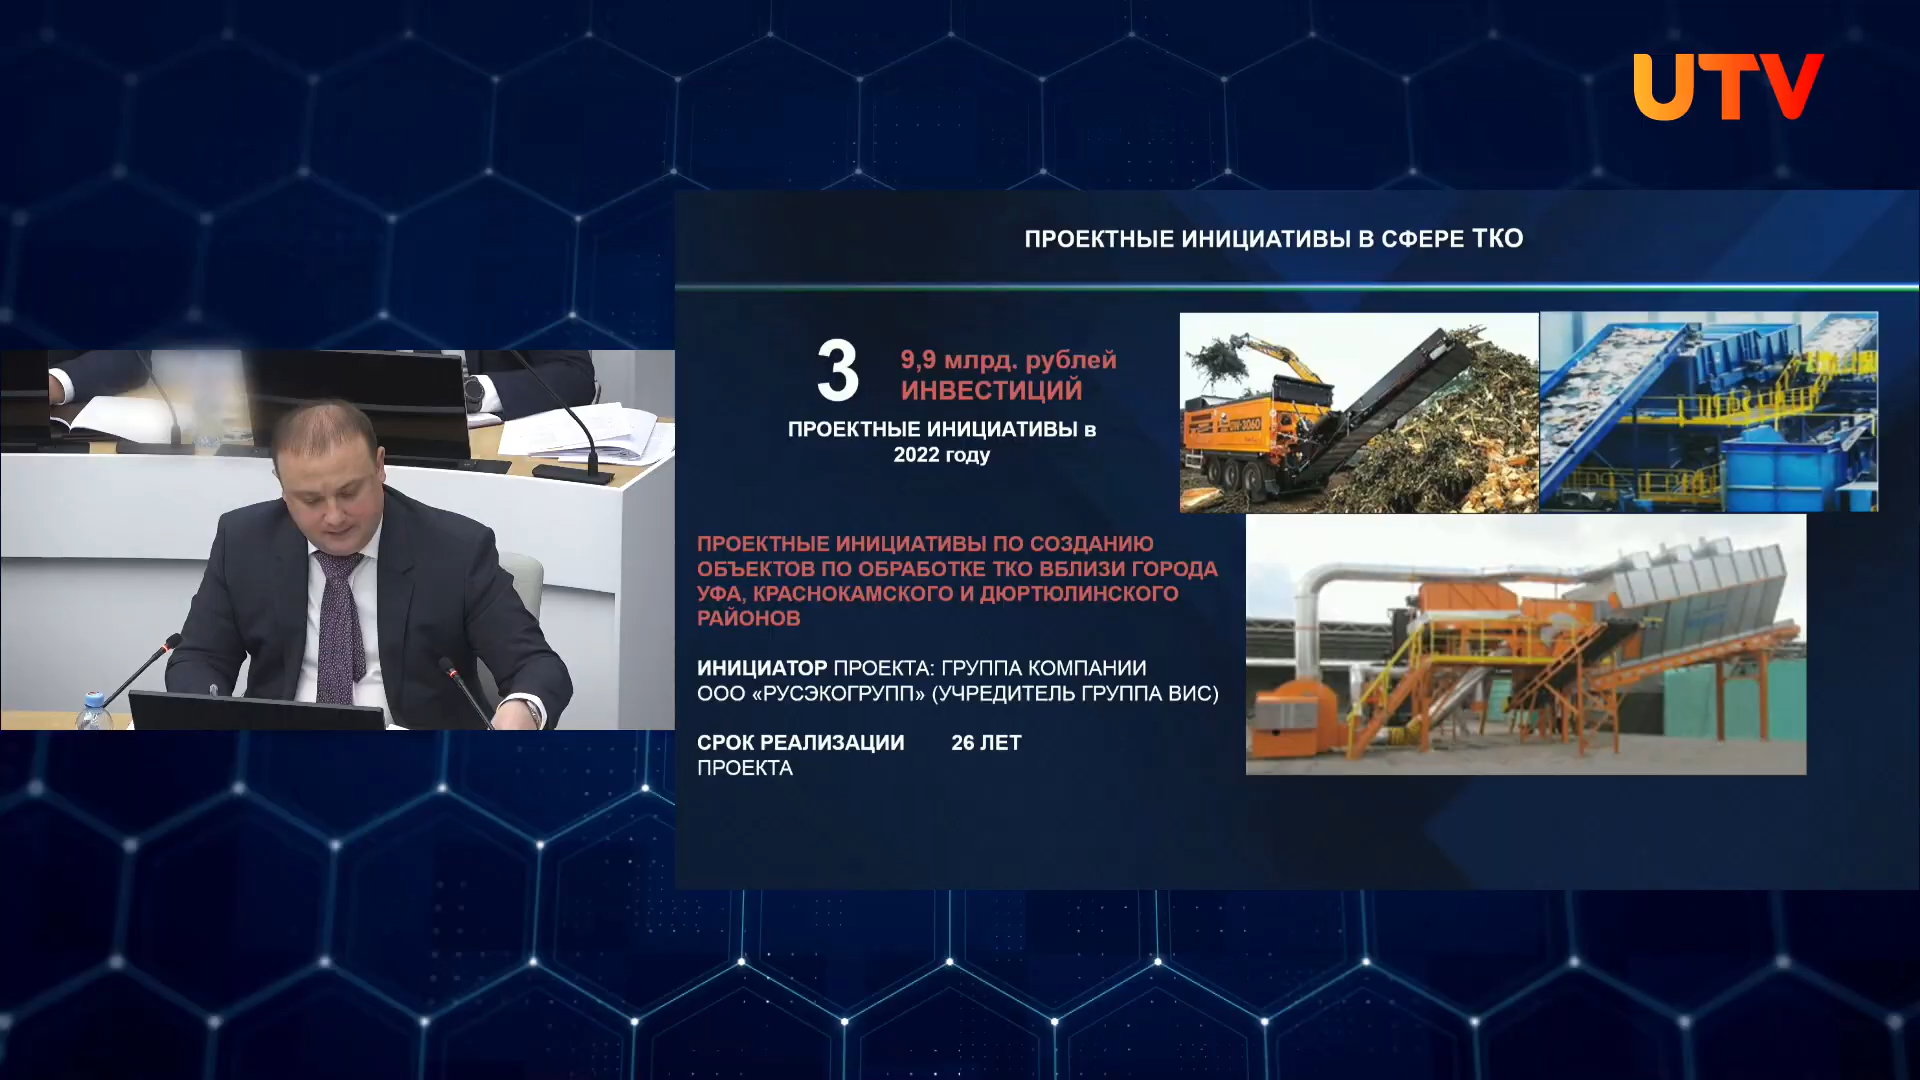 UTV
ПРОЕКТНЫЕ ИНИЦИАТИВЫ В СФЕРЕ ТКО
3
9,9 млрд. рублей
ИНВЕСТИЦИЙ
ПРОЕКТНЫЕ ИНИЦИАТИВЫ в
2022 году
ПРОЕКТНЫЕ ИНИЦИАТИВЫ ПО СОЗДАНИЮ
ОБЪЕКТОВ ПО ОБРАБОТКЕ ТКО ВБЛИЗИ ГОРОДА
УФА, КРАСНОКАМСКОГО И ДЮРТЮЛИНСКОГО
РАЙОНОВ
ИНИЦИАТОР ПРОЕКТА: ГРУППА КОМПАНИИ
ООО «РУСЭКОГРУПП» (УЧРЕДИТЕЛЬ ГРУППА ВИС)
СРОК РЕАЛИЗАЦИИ 26 ЛЕТ
ПРОЕКТА